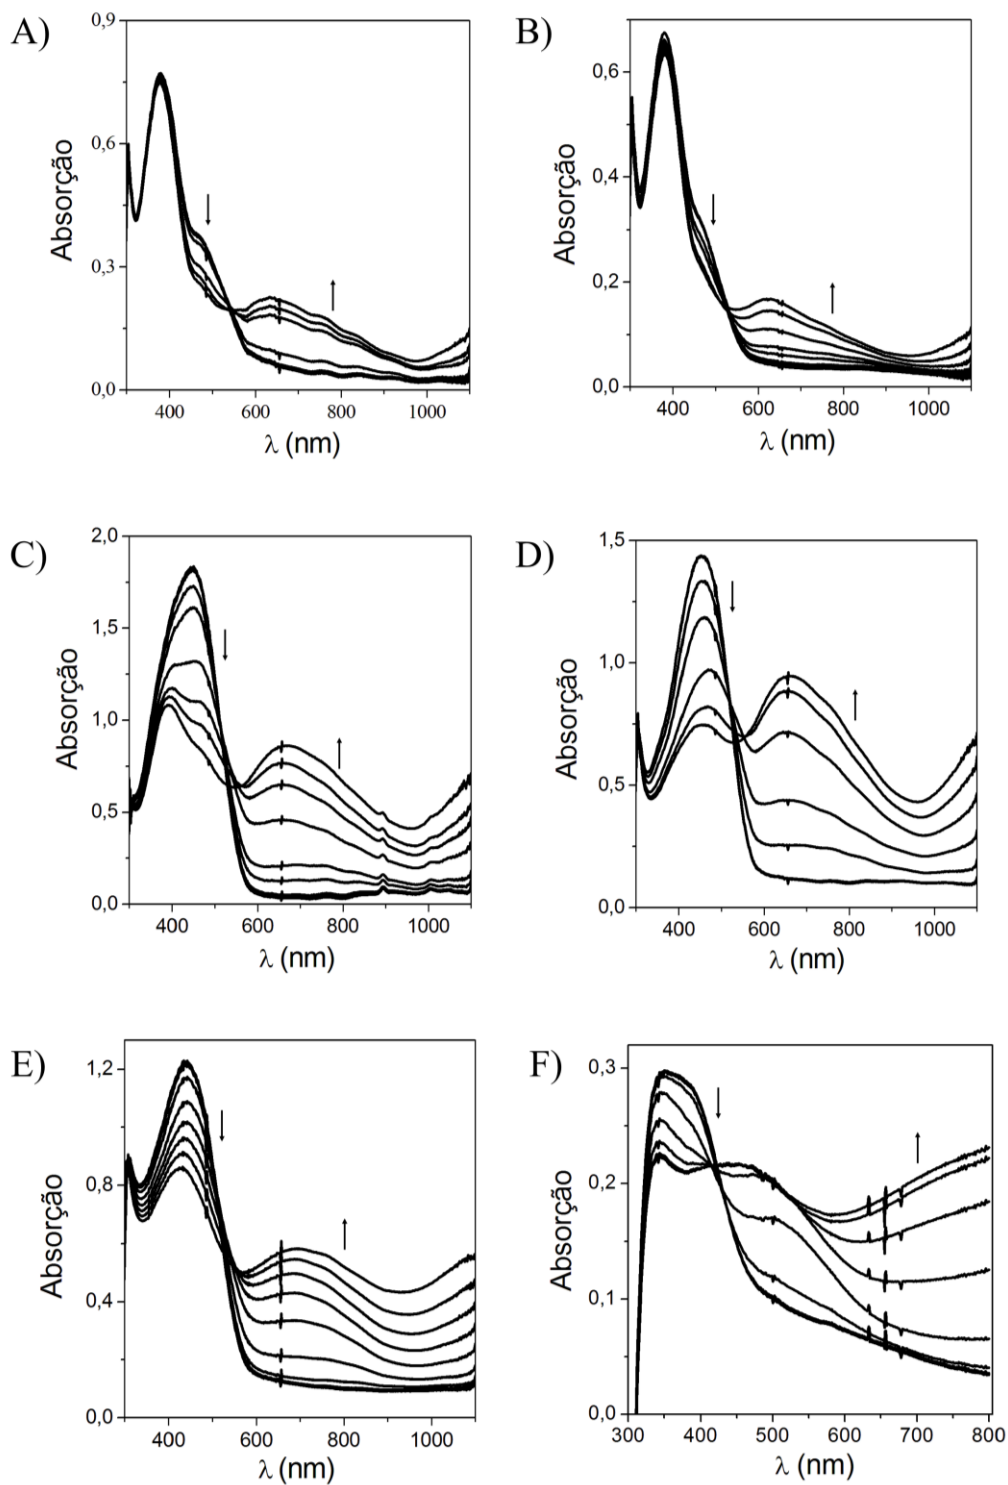 A)
0,9
0,6
0,3
0,0
Absorção
400 600 800 1000
λ (nm)
B)
0,6
0,4
0,2
0,0
Absorção
400 600 800 1000
λ (nm)
C)
2,0
1,5
1,0
0,5
0,0
Absorção
400 600 800 1000
λ (nm)
D)
1,5
1,0
0,5
0,0
Absorção
400 600 800 1000
λ (nm)
E)
1,2
0,8
0,4
0,0
Absorção
400 600 800 1000
λ (nm)
F)
0,3
0,2
0,1
0,0
Absorção
300 400 500 600 700 800
λ (nm)